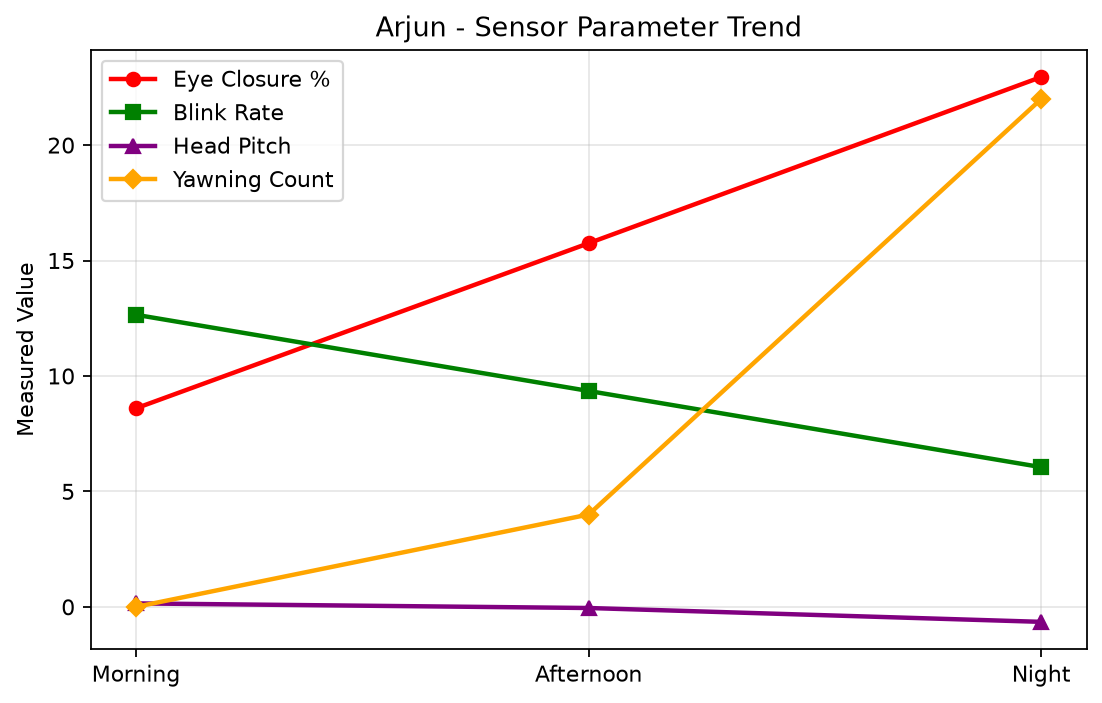 Arjun - Sensor Parameter Trend
Eye Closure %
Blink Rate
Head Pitch
Yawning Count
Measured Value
20
15
10
5
0
Morning
Afternoon
Night